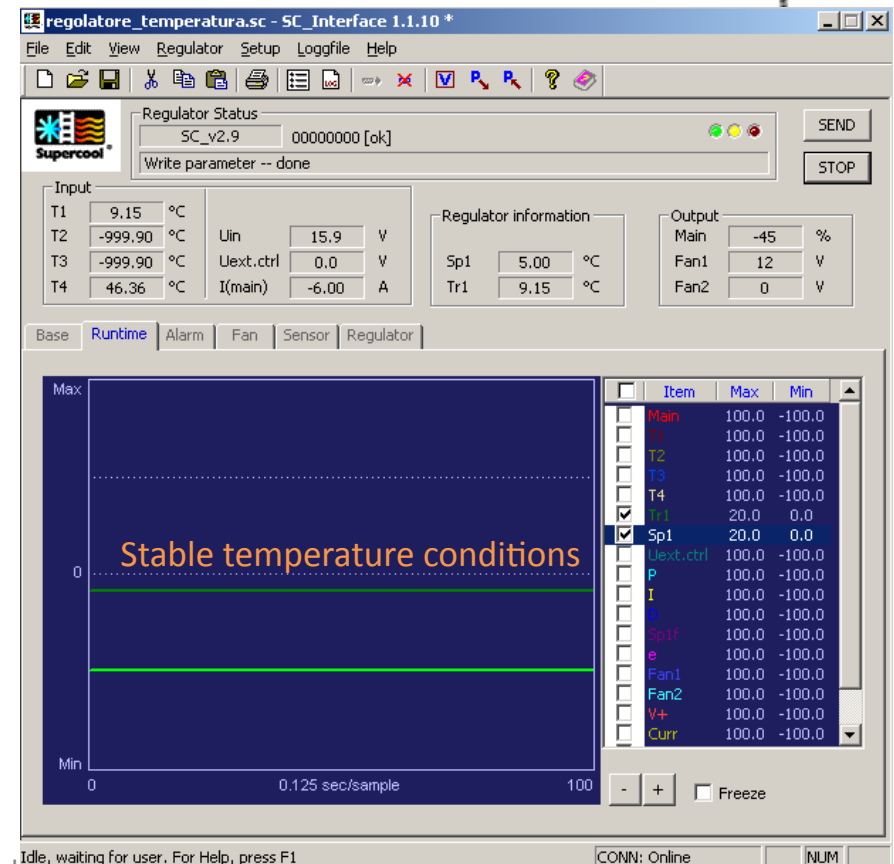 regolatore_temperatura.sc - SC_Interface 1.1.10 *
File Edit View Regulator Setup Loggfile Help
Supercool
Regulator Status
SC_v2.9 00000000 [ok]
Write parameter -- done
SEND
STOP
Input
T1 9.15 °C
T2 -999.90 °C Uin 15.9 V
T3 -999.90 °C Uext.ctrl 0.0 V
T4 46.36 °C I(main) -6.00 A
Regulator information
Sp1 5.00 °C
Tr1 9.15 °C
Output
Main -45 %
Fan1 12 V
Fan2 0 V
Base Runtime Alarm Fan Sensor Regulator
Max
Stable temperature conditions
0
Min
0 0.125 sec/sample 100
Item Max Min
Main 100.0 -100.0
T1 100.0 -100.0
T2 100.0 -100.0
T3 100.0 -100.0
T4 100.0 -100.0
Tr1 20.0 0.0
Sp1 20.0 0.0
Uext.ctrl 100.0 -100.0
P 100.0 -100.0
I 100.0 -100.0
D 100.0 -100.0
Sp1f 100.0 -100.0
e 100.0 -100.0
Fan1 100.0 -100.0
Fan2 100.0 -100.0
V+ 100.0 -100.0
Curr 100.0 -100.0
- + Freeze
Idle, waiting for user. For Help, press F1 CONN: Online NUM